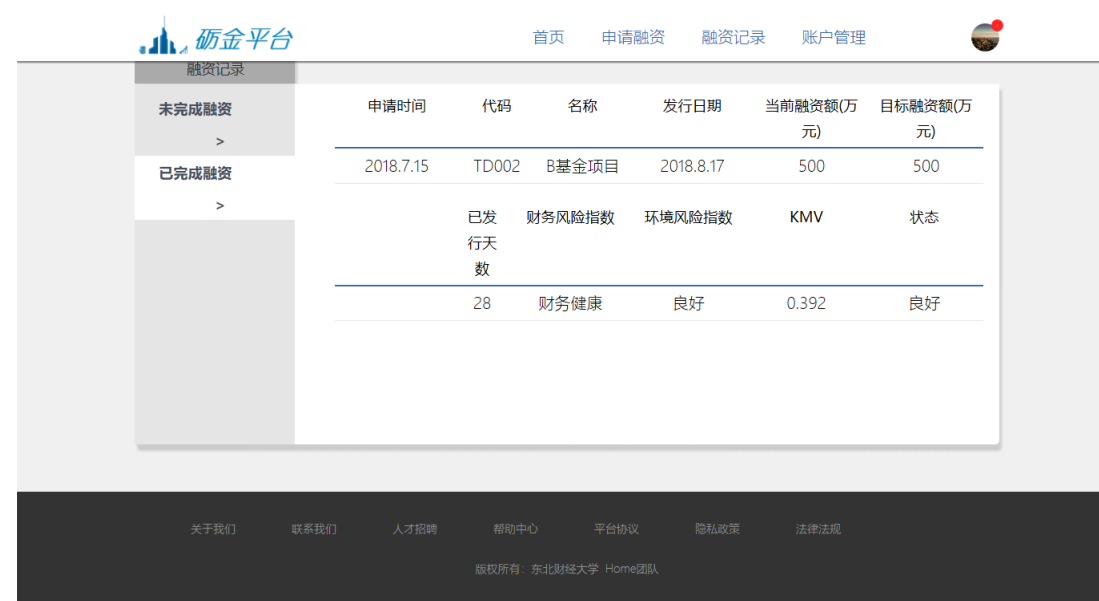 砺金平台
首页 申请融资 融资记录 账户管理
融资记录
未完成融资
>
已完成融资
>
申请时间 代码 名称 发行日期 当前融资额(万元) 目标融资额(万元)
2018.7.15 TD002 B基金项目 2018.8.17 500 500
已发行天数 财务风险指数 环境风险指数 KMV 状态
28 财务健康 良好 0.392 良好
关于我们 联系我们 人才招聘 帮助中心 平台协议 隐私政策 法律法规
版权所有: 东北财经大学 Home团队